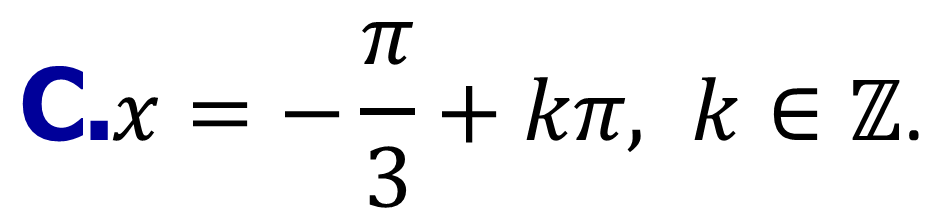 C. x = −π/3 + kπ, k ∈ ℤ.